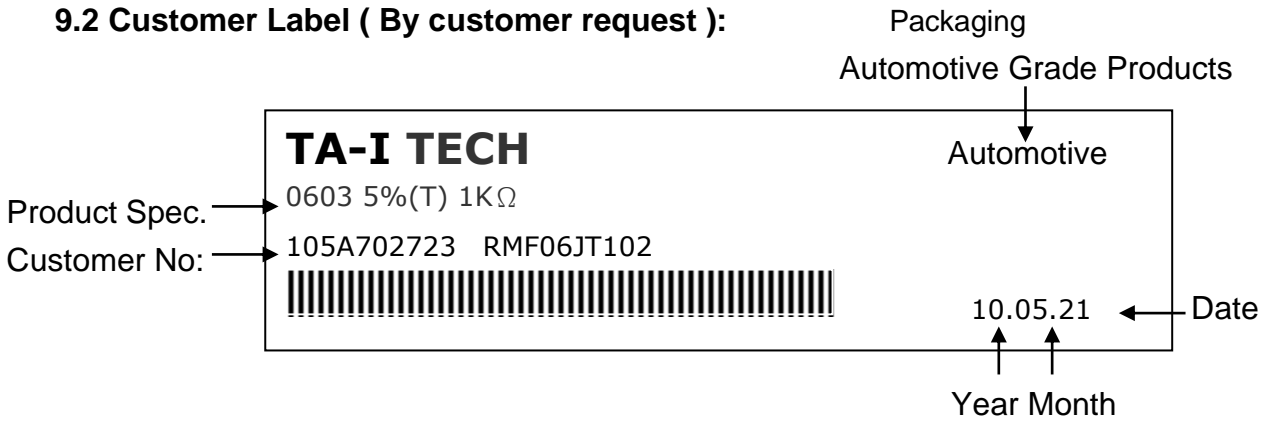 9.2 Customer Label ( By customer request ):
Packaging
Automotive Grade Products
TA-I TECH
Automotive
Product Spec.
0603 5%(T) 1KΩ
Customer No:
105A702723 RMF06JT102
10.05.21
Date
Year Month